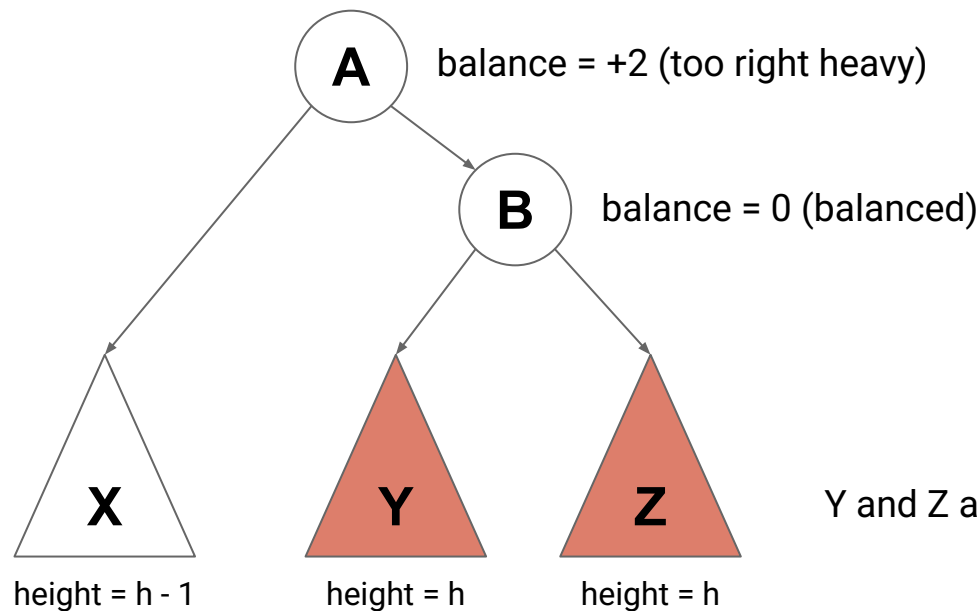 A
balance = +2 (too right heavy)
B
balance = 0 (balanced)
X
Y
Z
Y and Z a
height = h - 1
height = h
height = h